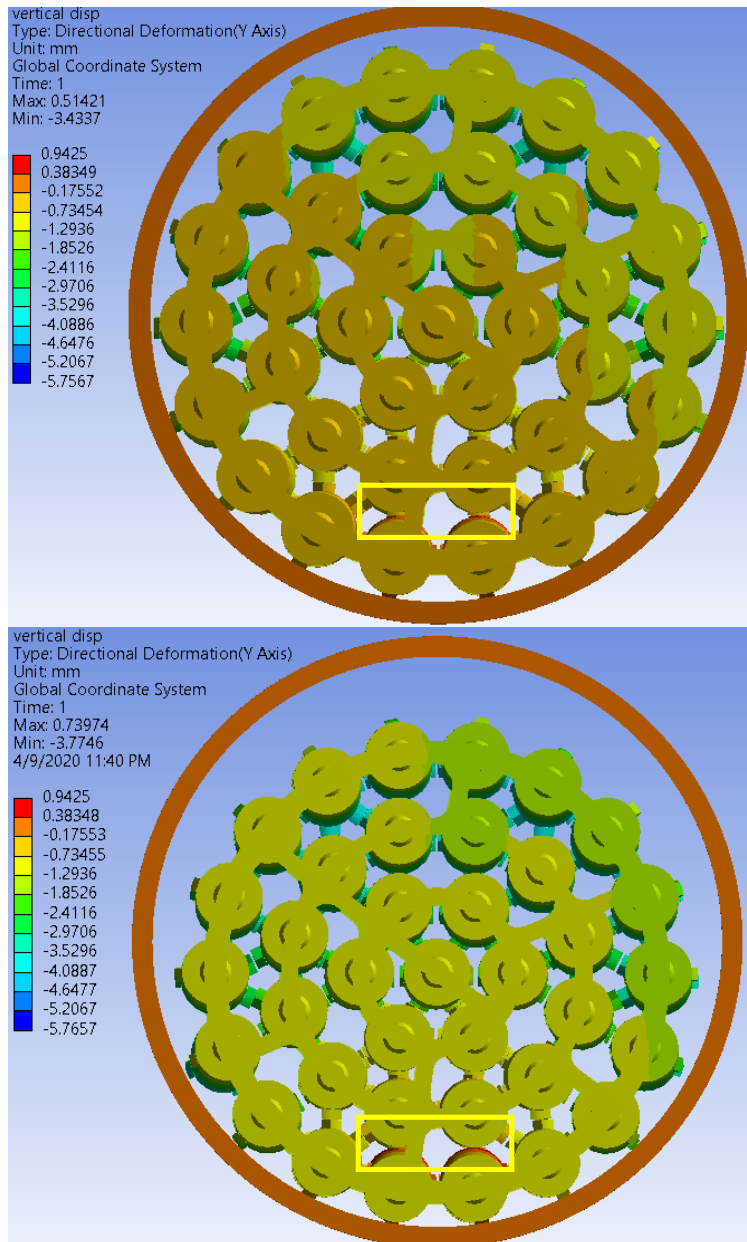 vertical disp
Type: Directional Deformation(Y Axis)
Unit: mm
Global Coordinate System
Time: 1
Max: 0.51421
Min: -3.4337
0.9425
0.38349
-0.17552
-0.73454
-1.2936
-1.8526
-2.4116
-2.9706
-3.5296
-4.0886
-4.6476
-5.2067
-5.7567
vertical disp
Type: Directional Deformation(Y Axis)
Unit: mm
Global Coordinate System
Time: 1
Max: 0.73974
Min: -3.7746
4/9/2020 11:40 PM
0.9425
0.38348
-0.17553
-0.73455
-1.2936
-1.8526
-2.4116
-2.9706
-3.5296
-4.0887
-4.6477
-5.2067
-5.7657